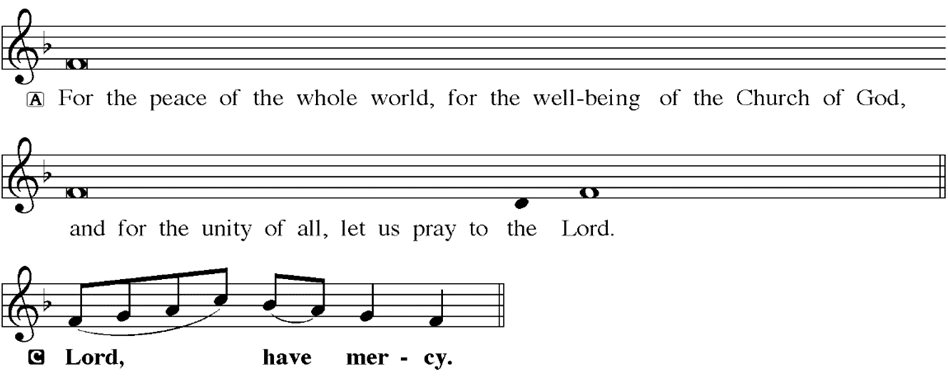 A For the peace of the whole world, for the well-being of the Church of God,
and for the unity of all, let us pray to the Lord.
C Lord, have mer - cy.